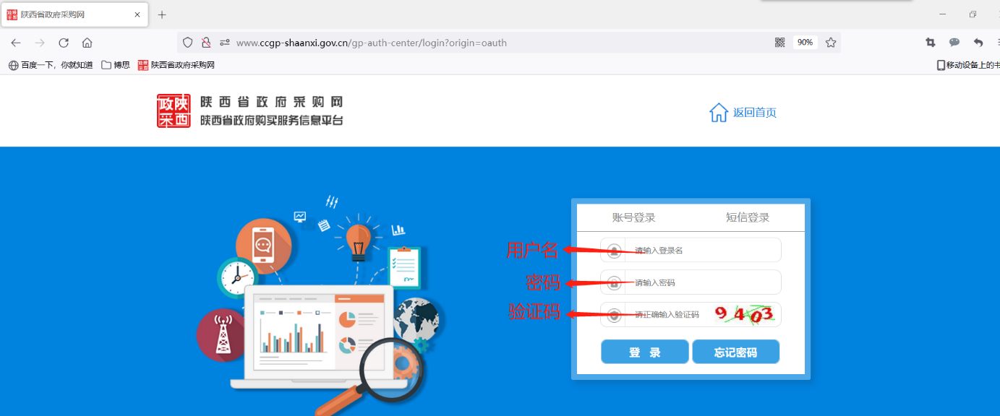 陕西省政府采购网
www.ccgp-shaanxi.gov.cn/gp-auth-center/login?origin=oauth
90%
百度一下，你就知道 博思 陕西省政府采购网
移动设备上的书
政陕
采西
陕西省政府采购网
陕西省政府购买服务信息平台
返回首页
账号登录 短信登录
用户名 请输入登录名
密码 请输入密码
验证码 请正确输入验证码 9403
登 录 忘记密码